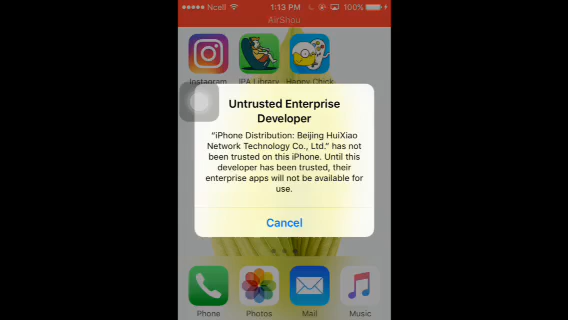 Ncell 1:13 PM 100%
AirShou
Instagram IPA Library Happy Chick
Untrusted Enterprise
Developer
“iPhone Distribution: Beijing HuiXiao
Network Technology Co., Ltd.” has not
been trusted on this iPhone. Until this
developer has been trusted, their
enterprise apps will not be available for
use.
Cancel
Phone Photos Mail Music